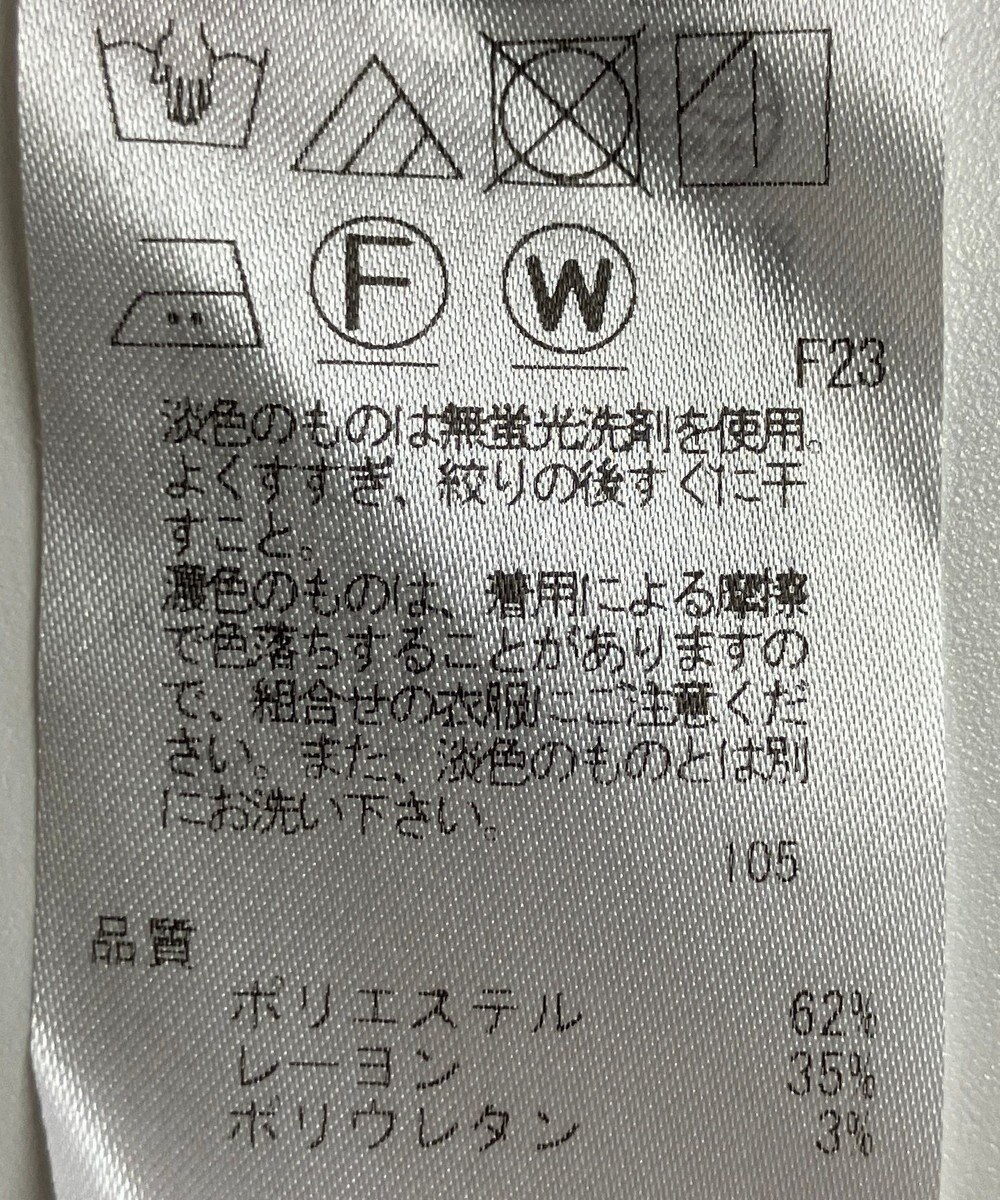 F
W
F23
淡色のものは無蛍光洗剤を使用。
よくすすぎ、絞りの後すぐに干
すこと。
濃色のものは、着用による摩擦
で色落ちすることがありますの
で、組合せの衣服にご注意くだ
さい。また、淡色のものとは別
にお洗い下さい。
105
品質
ポリエステル 62%
レーヨン 35%
ポリウレタン 3%